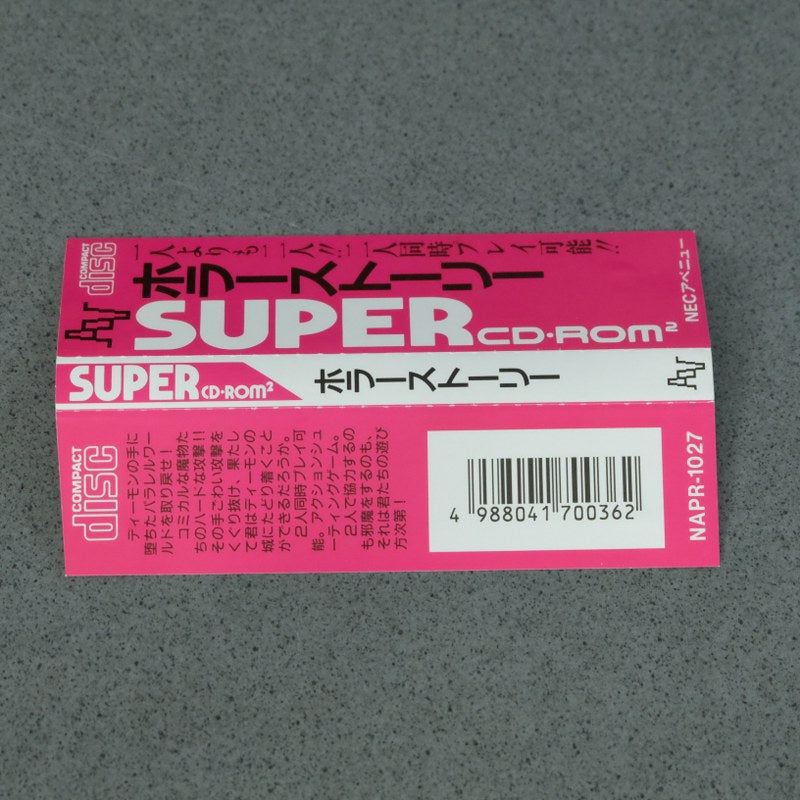 一人よりも二人!!二人同時プレイ可能!!
COMPACT
disc
ホラーストーリー
AV
SUPER CD・ROM²
NECアベニュー
SUPER CD・ROM²
ホラーストーリー
AV
COMPACT
disc
ディーモンの手に
堕ちたパラレルワー
ルドを取り戻せ!
コミカルな魔物た
ちのハードな攻撃!!
その手ごわい攻撃を
くぐり抜け、果たし
て君はディーモンの
城にたどり着くこと
ができるだろうか。
2人同時プレイ可
能。アクションシュ
ーティングゲーム。
2人で協力するの
も邪魔をするのも、
それは君たちの遊び
方次第!
4 988041 700362
NAPR-1027